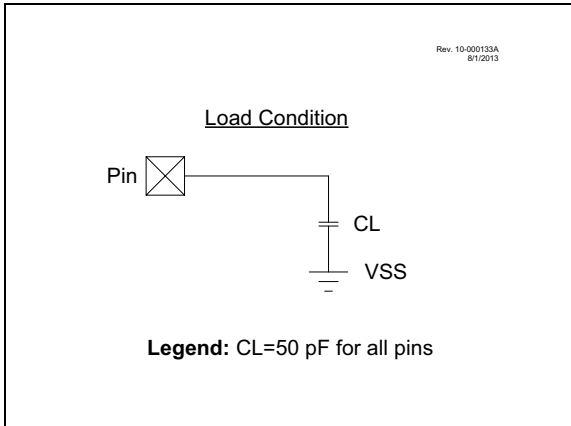 Rev. 10-000133A
8/1/2013
Load Condition
Pin
CL
VSS
Legend: CL=50 pF for all pins